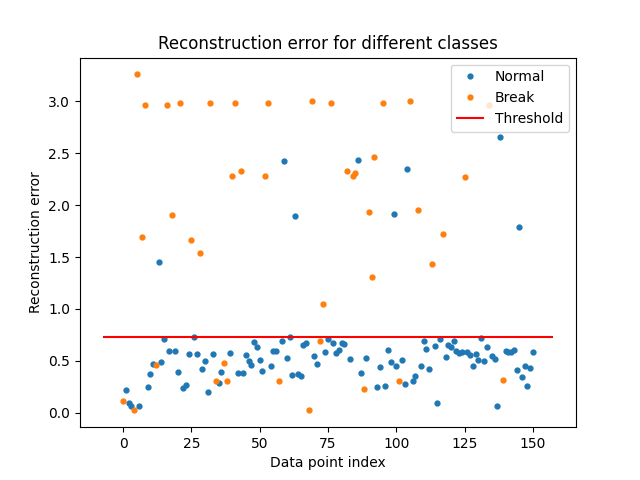 Reconstruction error for different classes
Normal
Break
Threshold
Reconstruction error
3.0
2.5
2.0
1.5
1.0
0.5
0.0
0
25
50
75
100
125
150
Data point index